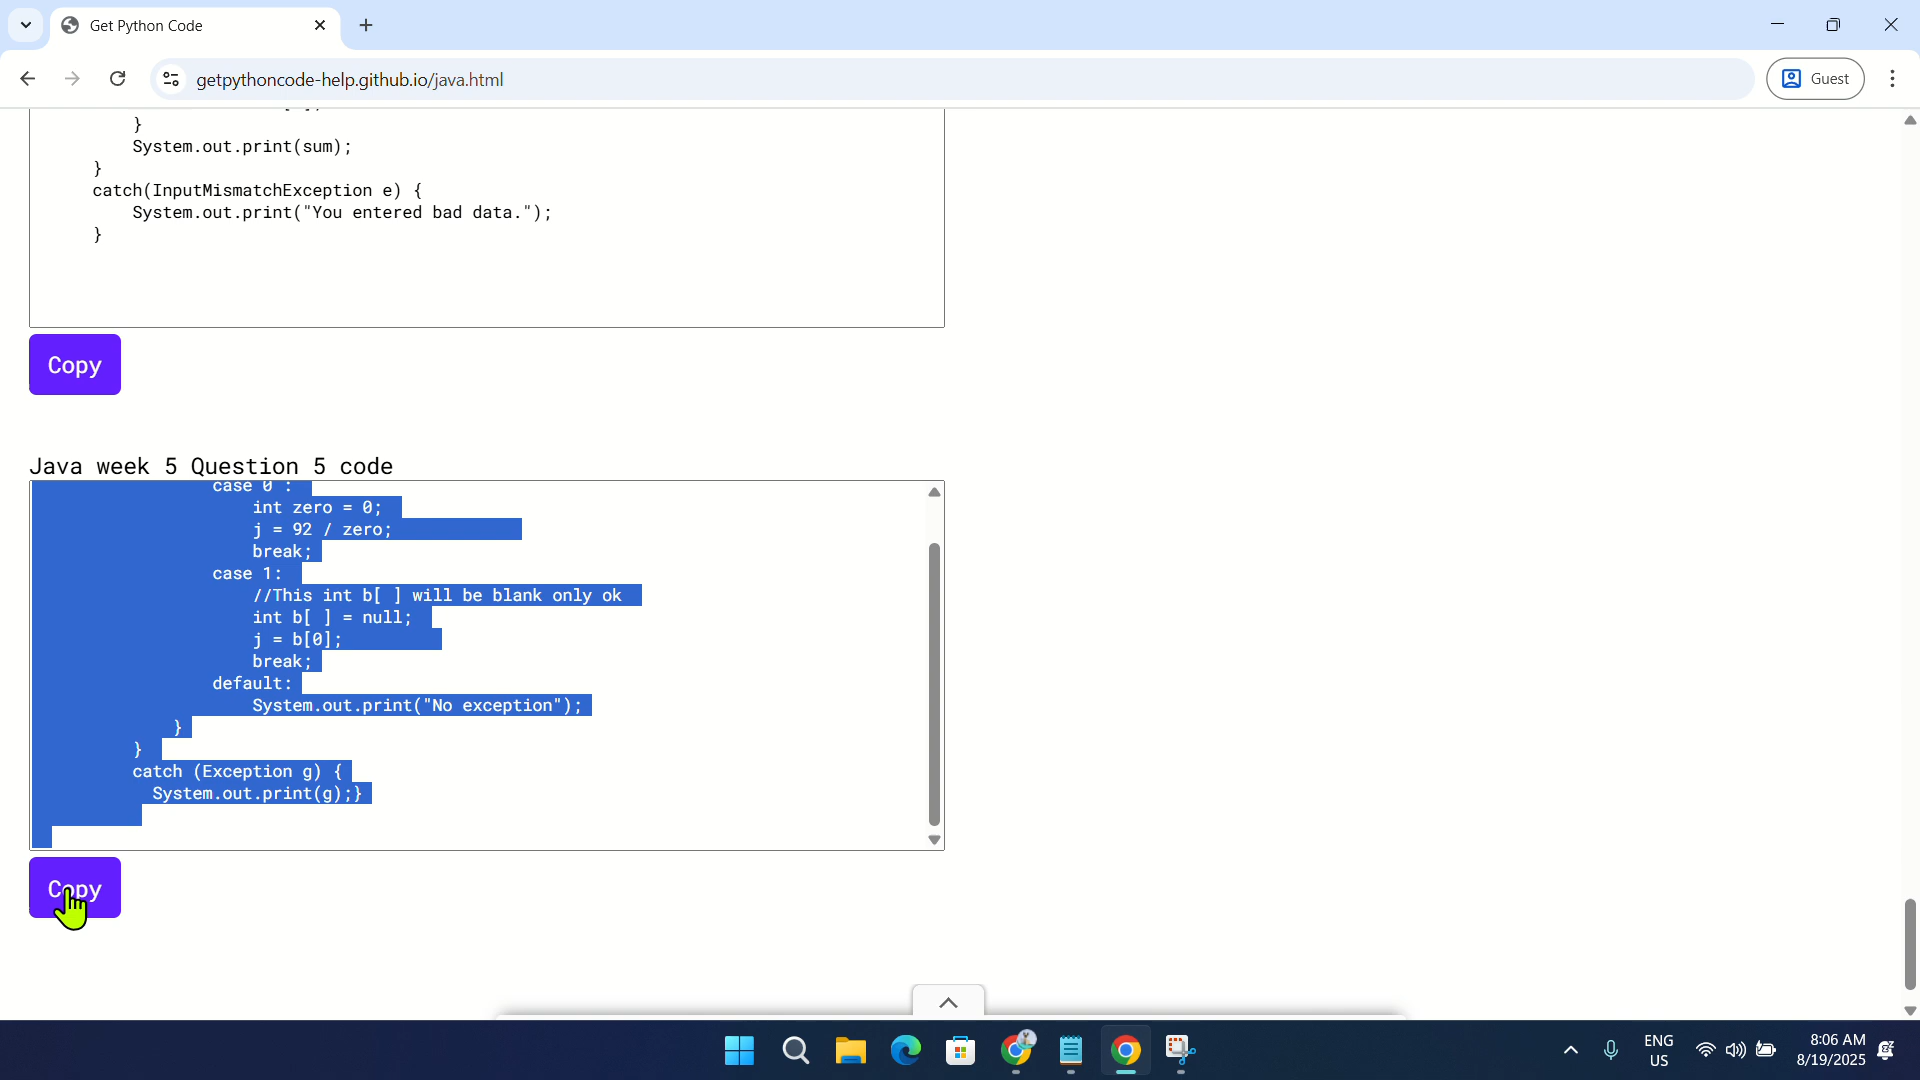 Get Python Code
getpythoncode-help.github.io/java.html
Guest
}
System.out.print(sum);
}
catch(InputMismatchException e) {
System.out.print("You entered bad data.");
}
Copy
Java week 5 Question 5 code
case 0 :
int zero = 0;
j = 92 / zero;
break;
case 1:
//This int b[ ] will be blank only ok
int b[ ] = null;
j = b[0];
break;
default:
System.out.print("No exception");
}
}
catch (Exception g) {
System.out.print(g);}
Copy
ENG
US
8:06 AM
8/19/2025